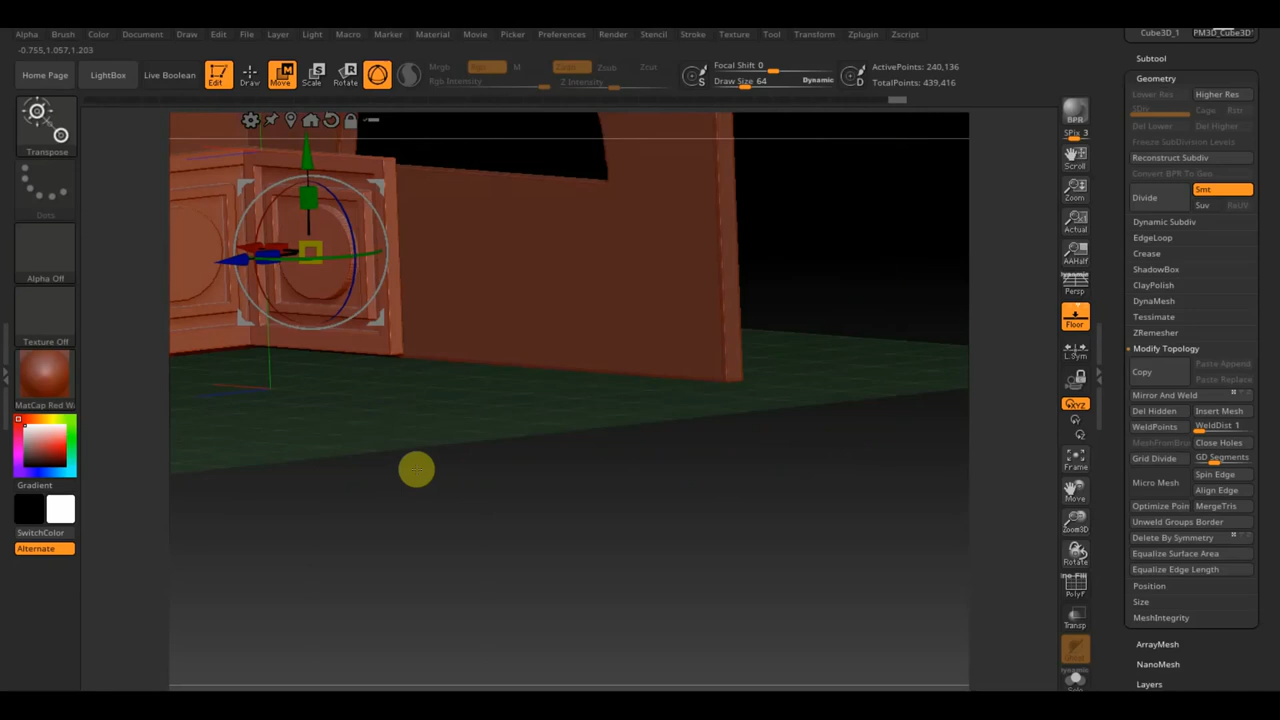 Alpha Brush Color Document Draw Edit File Layer Light Macro Marker Material Movie Picker Preferences Render Stencil Stroke Texture Tool Transform Zplugin Zscript
-0.755,1.057,1.203
Home Page LightBox Live Boolean Edit Draw Move Scale Rotate
Mrgb Rgb M Zadd Zsub Zcut
Rgb Intensity Z Intensity
Focal Shift 0
Draw Size 64 Dynamic
S D
ActivePoints: 240,136
TotalPoints: 439,416
Transpose
Dots
Alpha Off
Texture Off
MatCap Red Wa
Gradient
SwitchColor
Alternate
BPR
SPix 3
Scroll
Zoom
Actual
AAHalf
Dynamic
Persp
Floor
L.Sym
XYZ
Y
Z
Frame
Move
Zoom3D
Rotate
Line Fill
PolyF
Transp
Ghost
Dynamic
Solo
Cube3D_1 PM3D_Cube3D
Subtool
Geometry
Lower Res Higher Res
SDiv Cage Rstr
Del Lower Del Higher
Freeze SubDivision Levels
Reconstruct Subdiv
Convert BPR To Geo
Divide Smt
Suv ReUV
Dynamic Subdiv
EdgeLoop
Crease
ShadowBox
ClayPolish
DynaMesh
Tessimate
ZRemesher
Modify Topology
Copy Paste Append
Paste Replace
Mirror And Weld
Del Hidden Insert Mesh
WeldPoints WeldDist 1
MeshFromBru Close Holes
Grid Divide GD Segments
Micro Mesh Spin Edge
Align Edge
Optimize Poin MergeTris
Unweld Groups Border
Delete By Symmetry
Equalize Surface Area
Equalize Edge Length
Position
Size
MeshIntegrity
ArrayMesh
NanoMesh
Layers